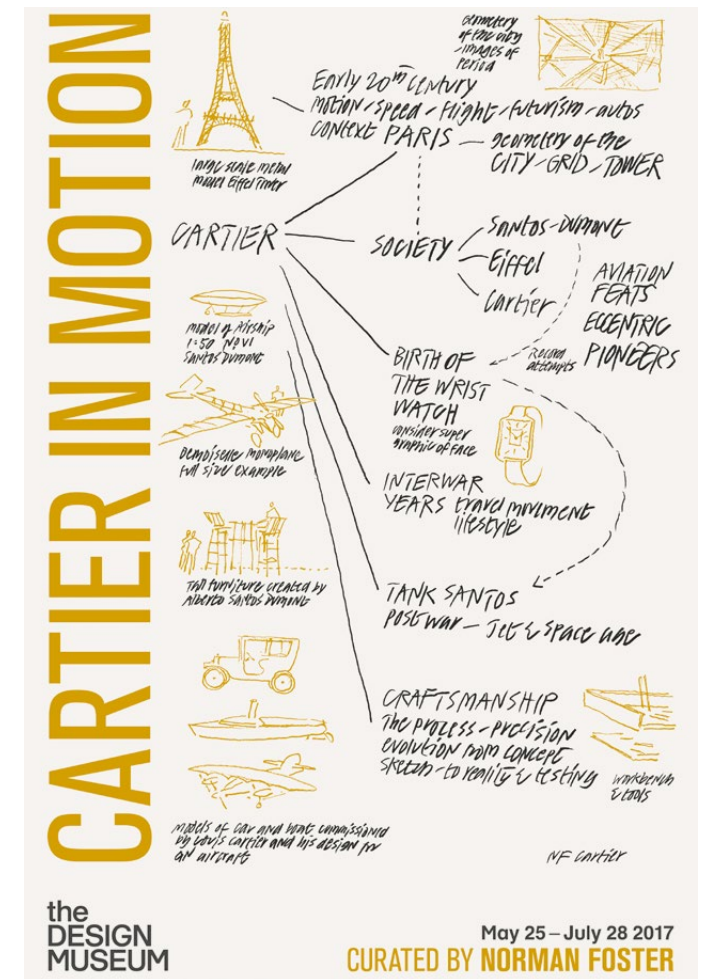 CARTIER IN MOTION
geometery
of the city
-images of
period
Early 20th Century
motion-speed-flight-futurism-autos
context PARIS
geometery of the
CITY-GRID-TOWER
large scale metal
model Eiffel Tower
CARTIER
SOCIETY
Santos-Dumont
Eiffel
Cartier
AVIATION
FEATS
ECCENTRIC
PIONEERS
Record
attempts
model of Airship
1:50 No VI
Santos Dumont
BIRTH OF
THE WRIST
WATCH
consider super
graphic of face
Demoiselle monoplane
full size example
INTERWAR
YEARS travel movement
lifestyle
Tall furniture created by
Alberto Santos Dumont
TANK SANTOS
Post war - Jet & Space age
CRAFTSMANSHIP
The process-precision
evolution from concept
sketch-to reality & testing
workbench
& tools
models of car and boat commissioned
by Louis Cartier and his design for
an aircraft
NF Cartier
the
DESIGN
MUSEUM
May 25–July 28 2017
CURATED BY NORMAN FOSTER